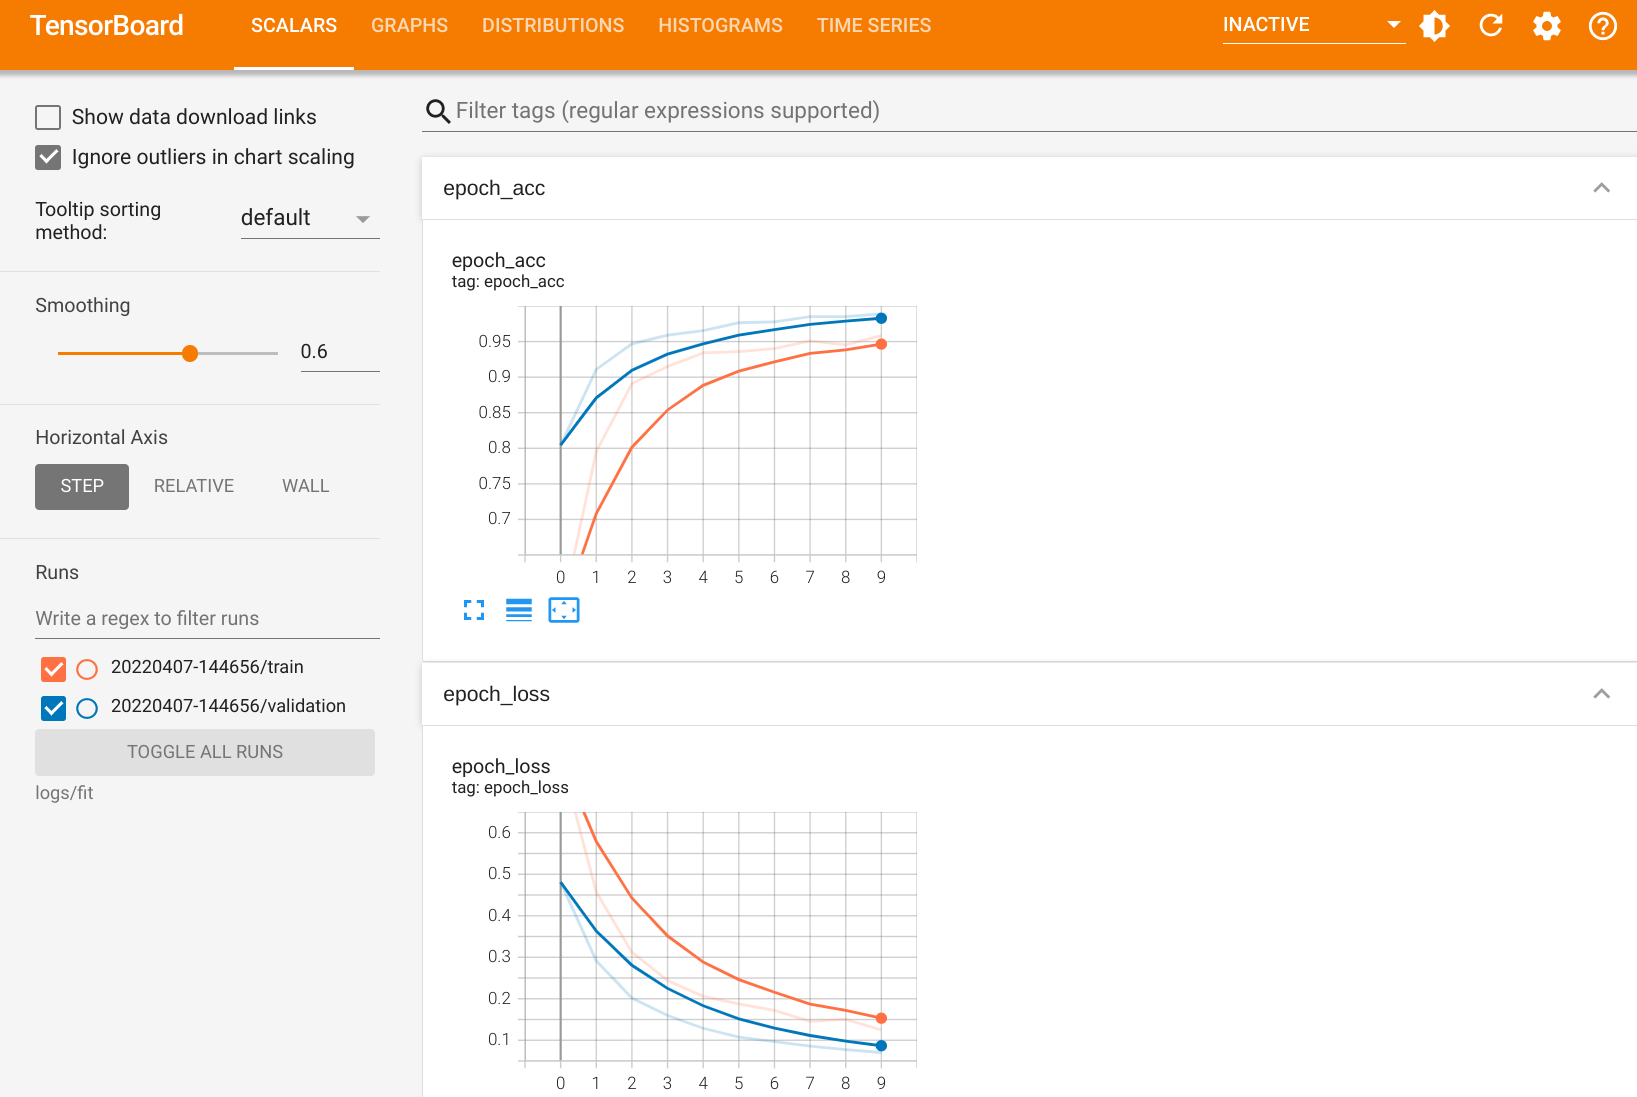 TensorBoard SCALARS GRAPHS DISTRIBUTIONS HISTOGRAMS TIME SERIES INACTIVE
Show data download links
Ignore outliers in chart scaling
Tooltip sorting
method:
default
Smoothing
0.6
Horizontal Axis
STEP RELATIVE WALL
Runs
Write a regex to filter runs
20220407-144656/train
20220407-144656/validation
TOGGLE ALL RUNS
logs/fit
Filter tags (regular expressions supported)
epoch_acc
epoch_acc
tag: epoch_acc
0.95
0.9
0.85
0.8
0.75
0.7
0 1 2 3 4 5 6 7 8 9
epoch_loss
epoch_loss
tag: epoch_loss
0.6
0.5
0.4
0.3
0.2
0.1
0 1 2 3 4 5 6 7 8 9